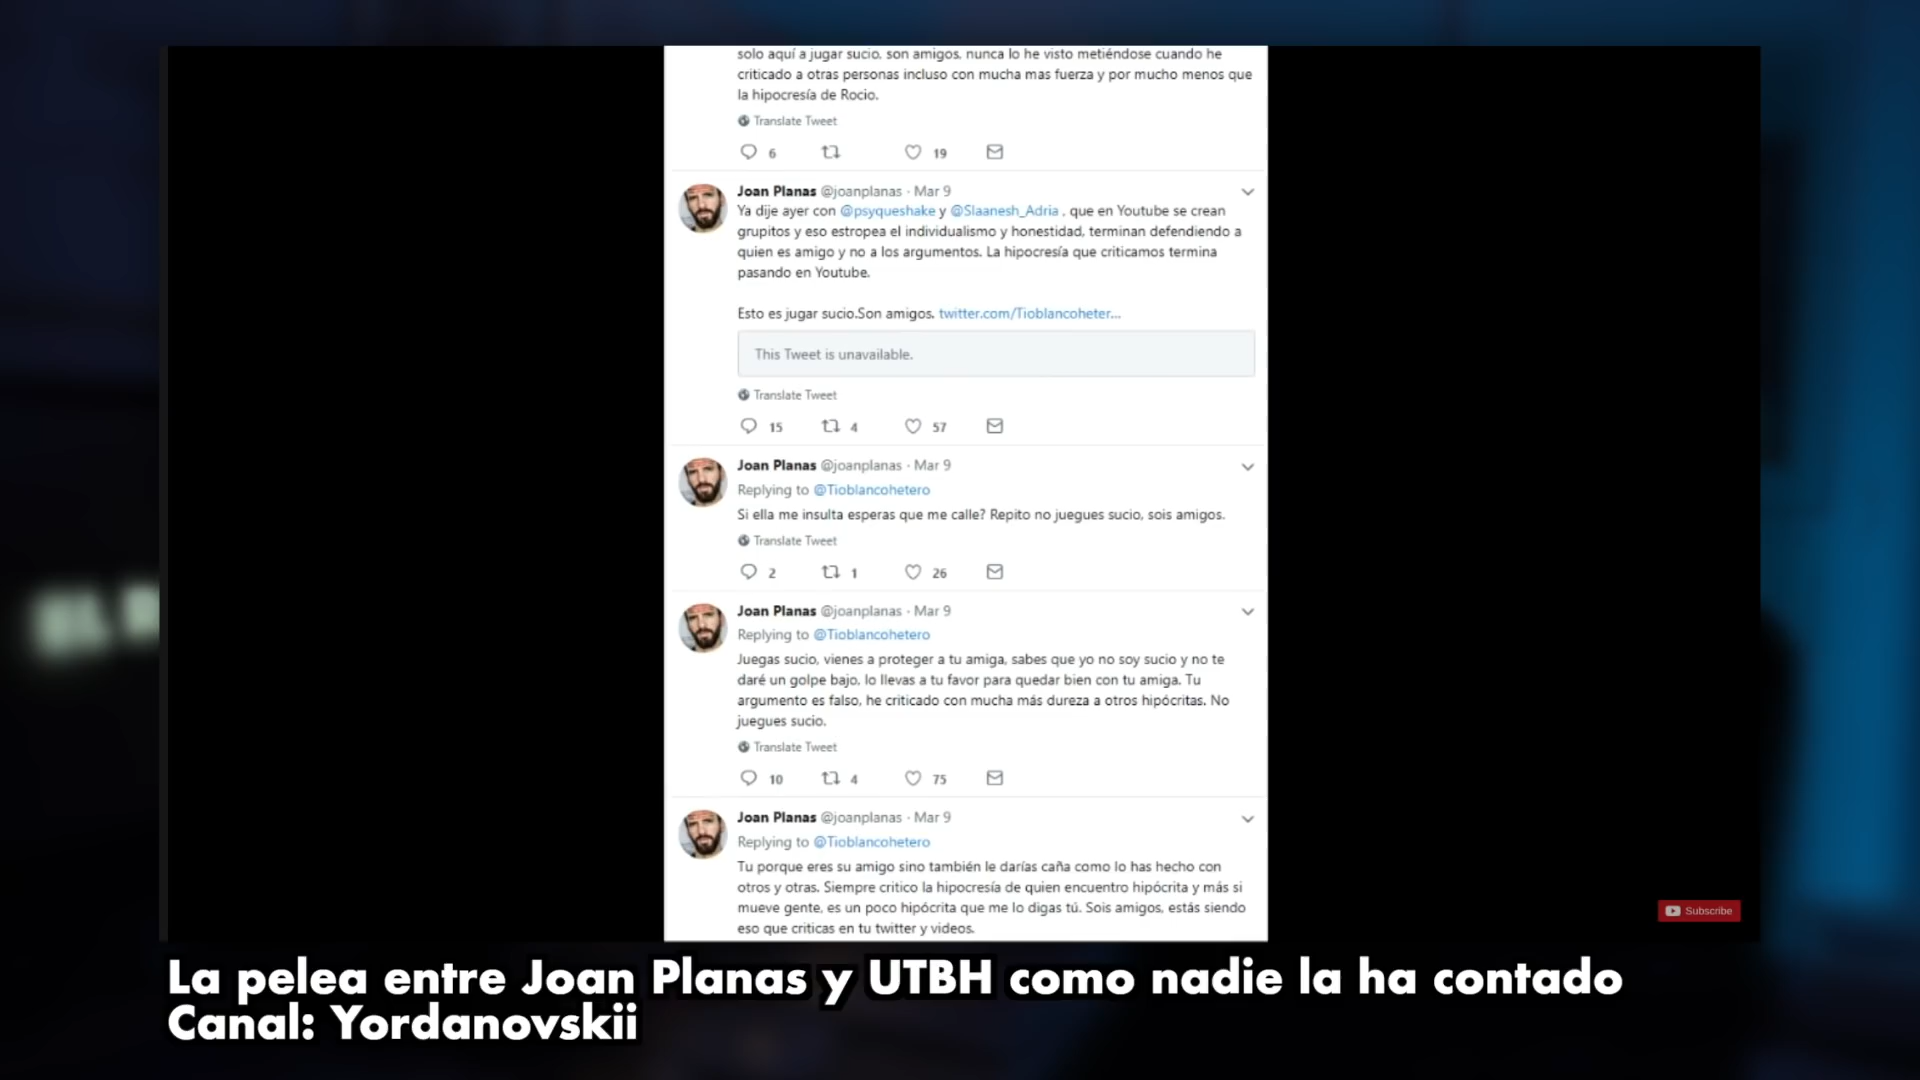 solo aquí a jugar sucio, son amigos, nunca lo he visto metiéndose cuando he
criticado a otras personas incluso con mucha mas fuerza y por mucho menos que
la hipocresía de Rocio.
Translate Tweet
6 19
Joan Planas @joanplanas · Mar 9
Ya dije ayer con @psyqueshake y @Slaanesh_Adria , que en Youtube se crean
grupitos y eso estropea el individualismo y honestidad, terminan defendiendo a
quien es amigo y no a los argumentos. La hipocresía que criticamos termina
pasando en Youtube.
Esto es jugar sucio.Son amigos. twitter.com/Tioblancoheter...
This Tweet is unavailable.
Translate Tweet
15 4 57
Joan Planas @joanplanas · Mar 9
Replying to @Tioblancohetero
Si ella me insulta esperas que me calle? Repito no juegues sucio, sois amigos.
Translate Tweet
2 1 26
Joan Planas @joanplanas · Mar 9
Replying to @Tioblancohetero
Juegas sucio, vienes a proteger a tu amiga, sabes que yo no soy sucio y no te
daré un golpe bajo, lo llevas a tu favor para quedar bien con tu amiga. Tu
argumento es falso, he criticado con mucha más dureza a otros hipócritas. No
juegues sucio.
Translate Tweet
10 4 75
Joan Planas @joanplanas · Mar 9
Replying to @Tioblancohetero
Tu porque eres su amigo sino también le darías caña como lo has hecho con
otros y otras. Siempre critico la hipocresía de quien encuentro hipócrita y más si
mueve gente, es un poco hipócrita que me lo digas tú. Sois amigos, estás siendo
eso que criticas en tu twitter y videos.
Subscribe
La pelea entre Joan Planas y UTBH como nadie la ha contado
Canal: Yordanovskii